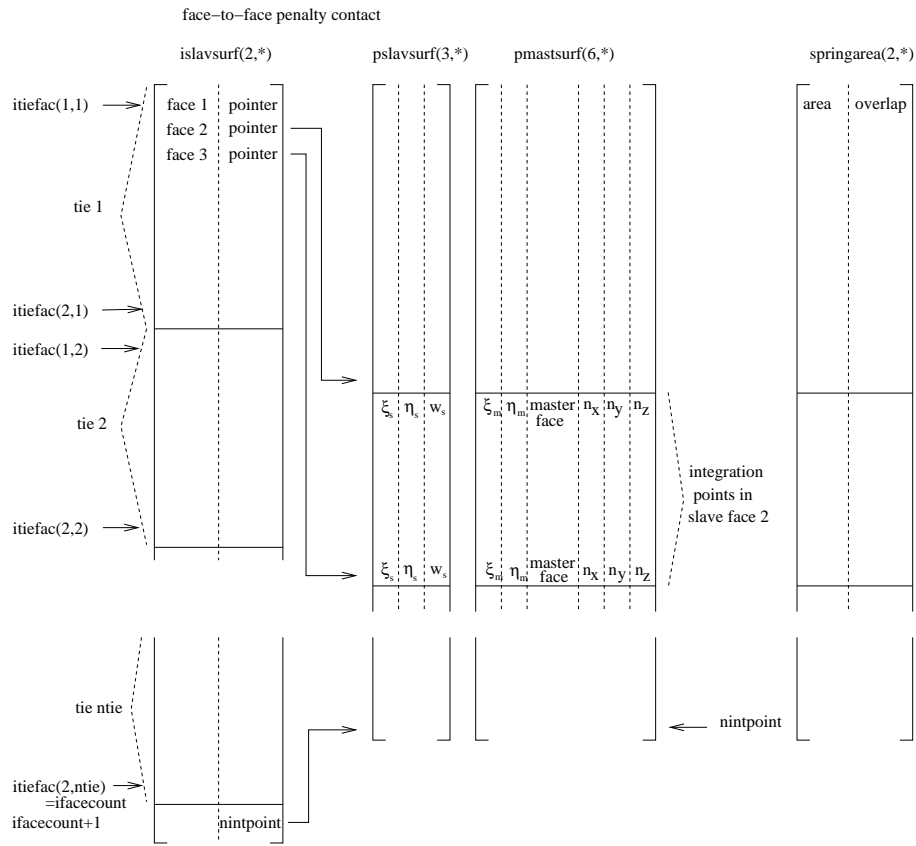 face−to−face penalty contact
islavsurf(2,*) pslavsurf(3,*) pmastsurf(6,*) springarea(2,*)
itiefac(1,1) face 1 pointer area overlap
face 2 pointer
face 3 pointer
tie 1
itiefac(2,1)
itiefac(1,2)
ξs ηs ws ξm ηm master face nx ny nz
tie 2
integration
points in
slave face 2
itiefac(2,2)
ξs ηs ws ξm ηm master face nx ny nz
tie ntie
nintpoint
itiefac(2,ntie)
=ifacecount
ifacecount+1 nintpoint